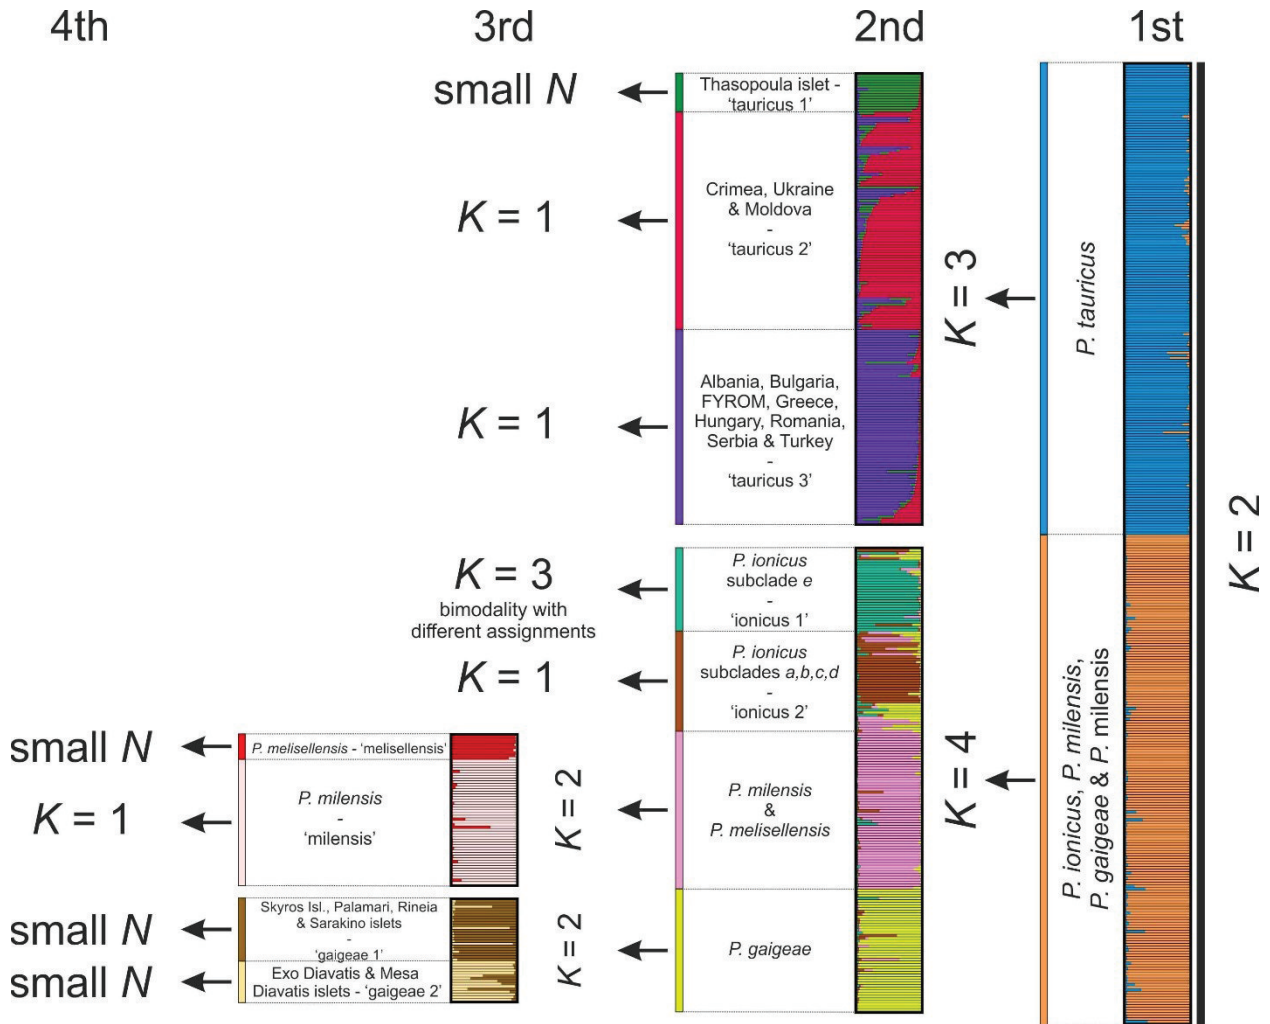 4th
3rd
2nd
1st
small N
Thasopoula islet -
‘tauricus 1’
K = 1
Crimea, Ukraine
& Moldova
-
‘tauricus 2’
K = 3
P. tauricus
K = 1
Albania, Bulgaria,
FYROM, Greece,
Hungary, Romania,
Serbia & Turkey
-
‘tauricus 3’
K = 2
K = 3
bimodality with
different assignments
P. ionicus
subclade e
-
‘ionicus 1’
K = 1
P. ionicus
subclades a,b,c,d
-
‘ionicus 2’
K = 4
P. ionicus, P. milensis,
P. gaigeae & P. milensis
small N
P. melisellensis - ‘melisellensis’
K = 1
P. milensis
-
‘milensis’
K = 2
P. milensis
&
P. melisellensis
small N
Skyros Isl., Palamari, Rineia
& Sarakino islets
-
‘gaigeae 1’
small N
Exo Diavatis & Mesa
Diavatis islets - ‘gaigeae 2’
K = 2
P. gaigeae